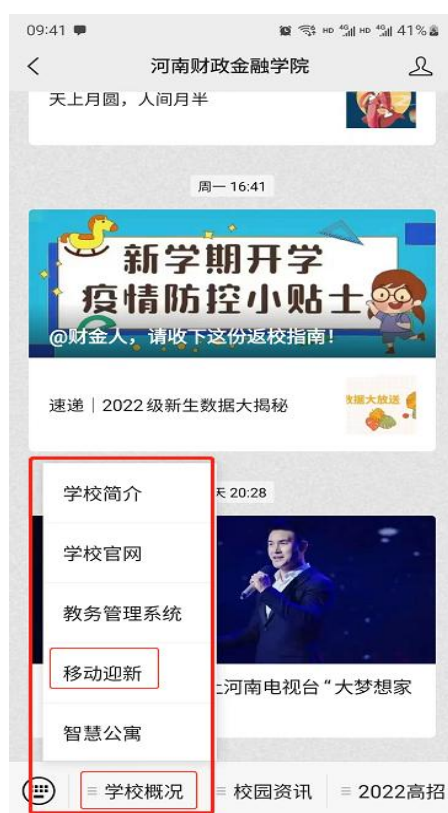 09:41 HD 4G HD 4G 41%
河南财政金融学院
天上月圆，人间月半
周一 16:41
新学期开学
疫情防控小贴士
@财金人，请收下这份返校指南！
速递｜2022级新生数据大揭秘
数据大放送
天 20:28
学校简介
学校官网
教务管理系统
移动迎新
上河南电视台“大梦想家
智慧公寓
学校概况
校园资讯
2022高招